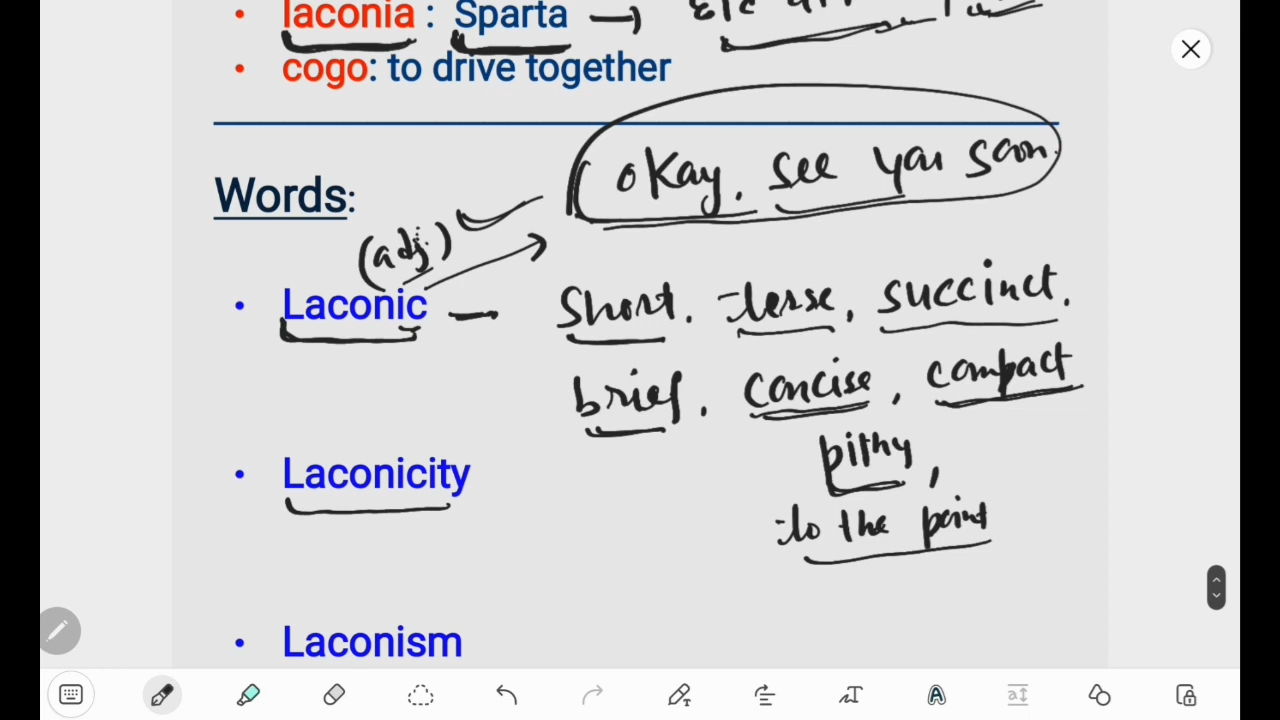 • laconia : Sparta →
• cogo: to drive together
okay. see you soon.
Words:
(adj)
• Laconic — short. terse, succinct.
brief. concise, compact
pithy,
• Laconicity
to the point
• Laconism